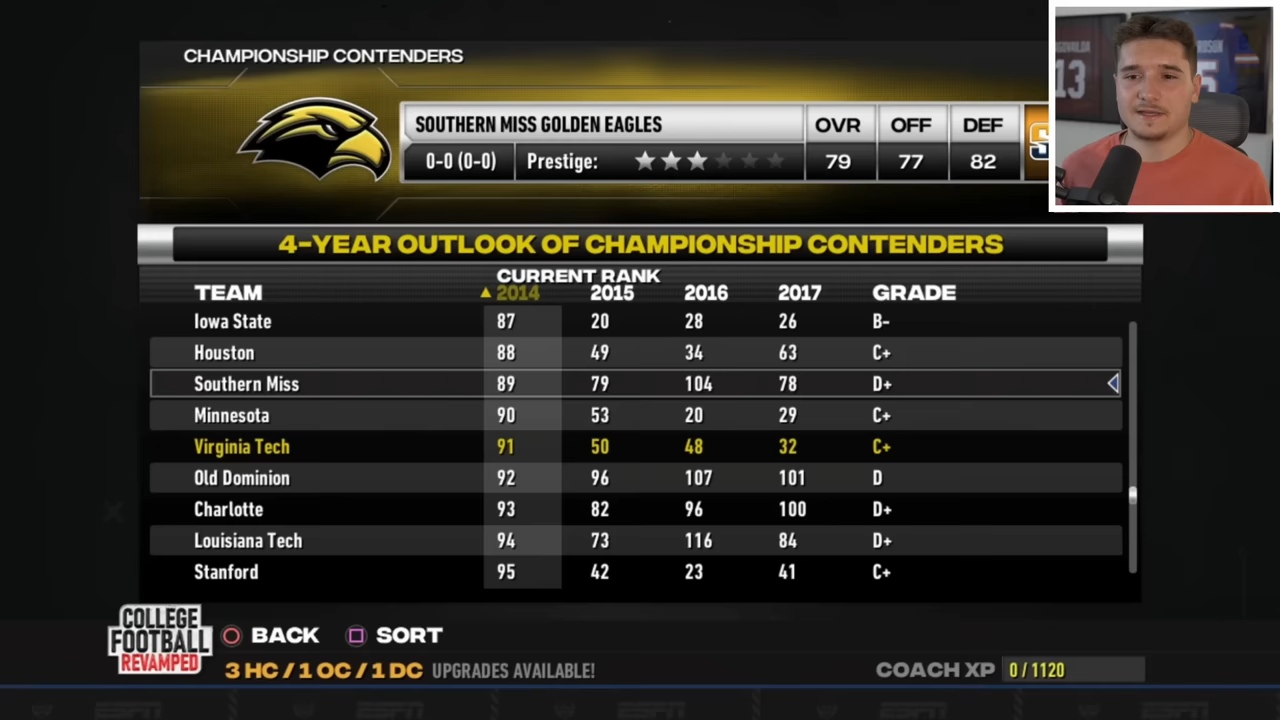 CHAMPIONSHIP CONTENDERS
SOUTHERN MISS GOLDEN EAGLES OVR OFF DEF
0-0 (0-0) Prestige: 79 77 82
13
5
4-YEAR OUTLOOK OF CHAMPIONSHIP CONTENDERS
CURRENT RANK
TEAM ▲ 2014 2015 2016 2017 GRADE
Iowa State 87 20 28 26 B-
Houston 88 49 34 63 C+
Southern Miss 89 79 104 78 D+
Minnesota 90 53 20 29 C+
Virginia Tech 91 50 48 32 C+
Old Dominion 92 96 107 101 D
Charlotte 93 82 96 100 D+
Louisiana Tech 94 73 116 84 D+
Stanford 95 42 23 41 C+
COLLEGE FOOTBALL REVAMPED
BACK SORT
3 HC / 1 OC / 1 DC UPGRADES AVAILABLE!
COACH XP 0 / 1120